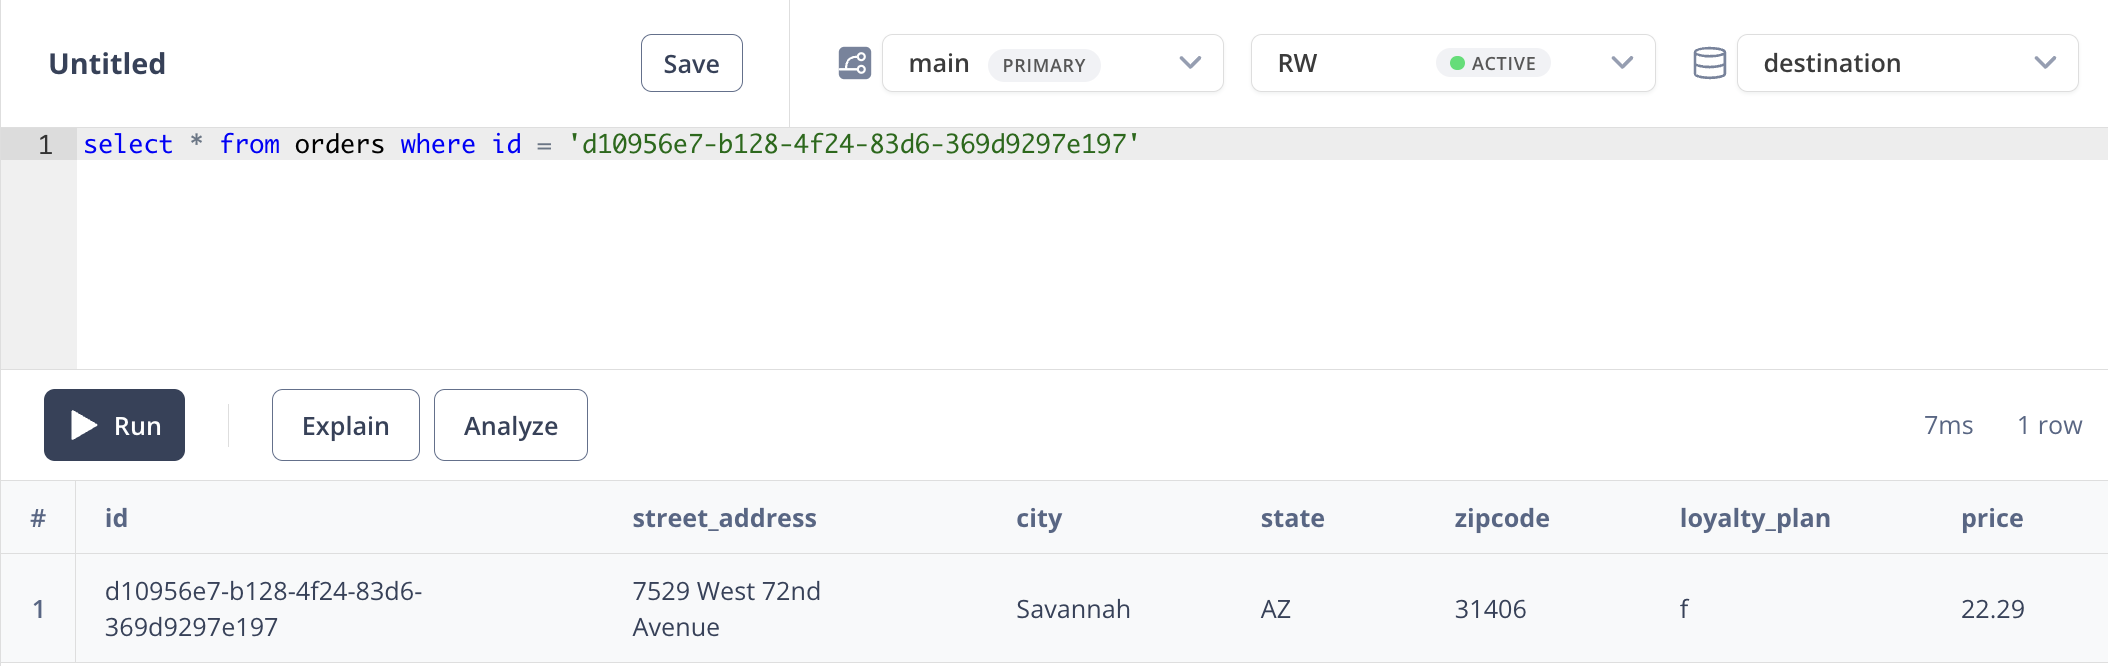 Untitled Save main PRIMARY RW ACTIVE destination
1 select * from orders where id = 'd10956e7-b128-4f24-83d6-369d9297e197'
Run Explain Analyze 7ms 1 row
# id street_address city state zipcode loyalty_plan price
1 d10956e7-b128-4f24-83d6- 7529 West 72nd Savannah AZ 31406 f 22.29
369d9297e197 Avenue